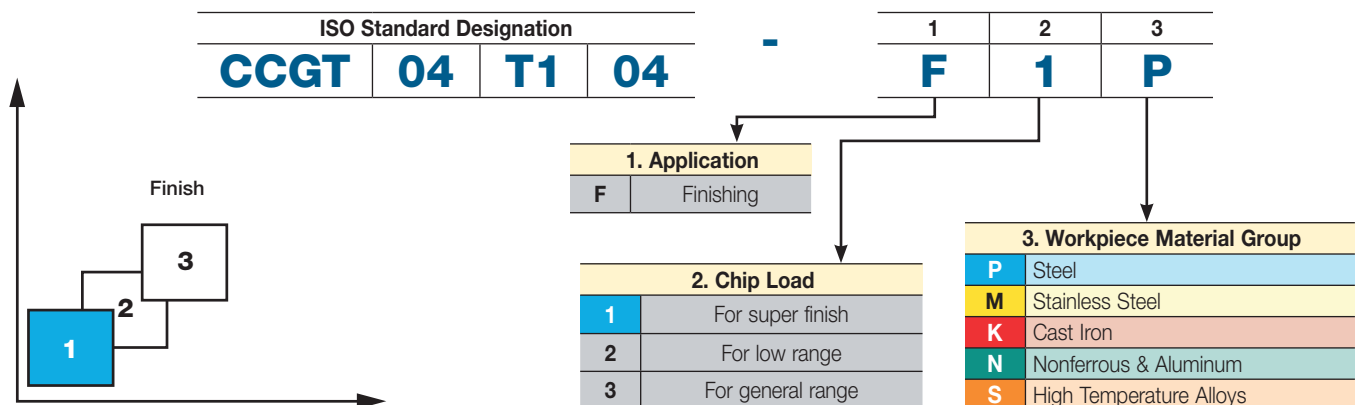 ISO Standard Designation
1 2 3
CCGT 04 T1 04 - F 1 P
1. Application
F Finishing
Finish
3
2
1
2. Chip Load
1 For super finish
2 For low range
3 For general range
3. Workpiece Material Group
P Steel
M Stainless Steel
K Cast Iron
N Nonferrous & Aluminum
S High Temperature Alloys